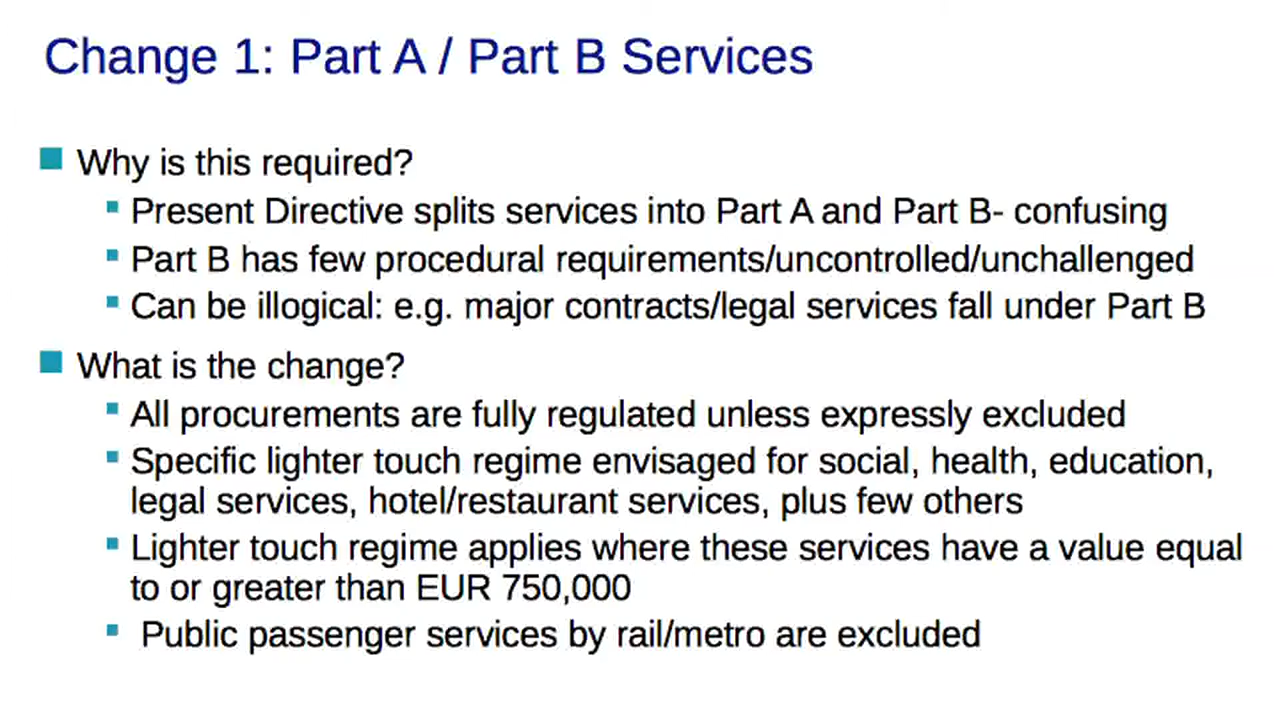 Change 1: Part A / Part B Services
Why is this required?
Present Directive splits services into Part A and Part B- confusing
Part B has few procedural requirements/uncontrolled/unchallenged
Can be illogical: e.g. major contracts/legal services fall under Part B
What is the change?
All procurements are fully regulated unless expressly excluded
Specific lighter touch regime envisaged for social, health, education,
legal services, hotel/restaurant services, plus few others
Lighter touch regime applies where these services have a value equal
to or greater than EUR 750,000
Public passenger services by rail/metro are excluded